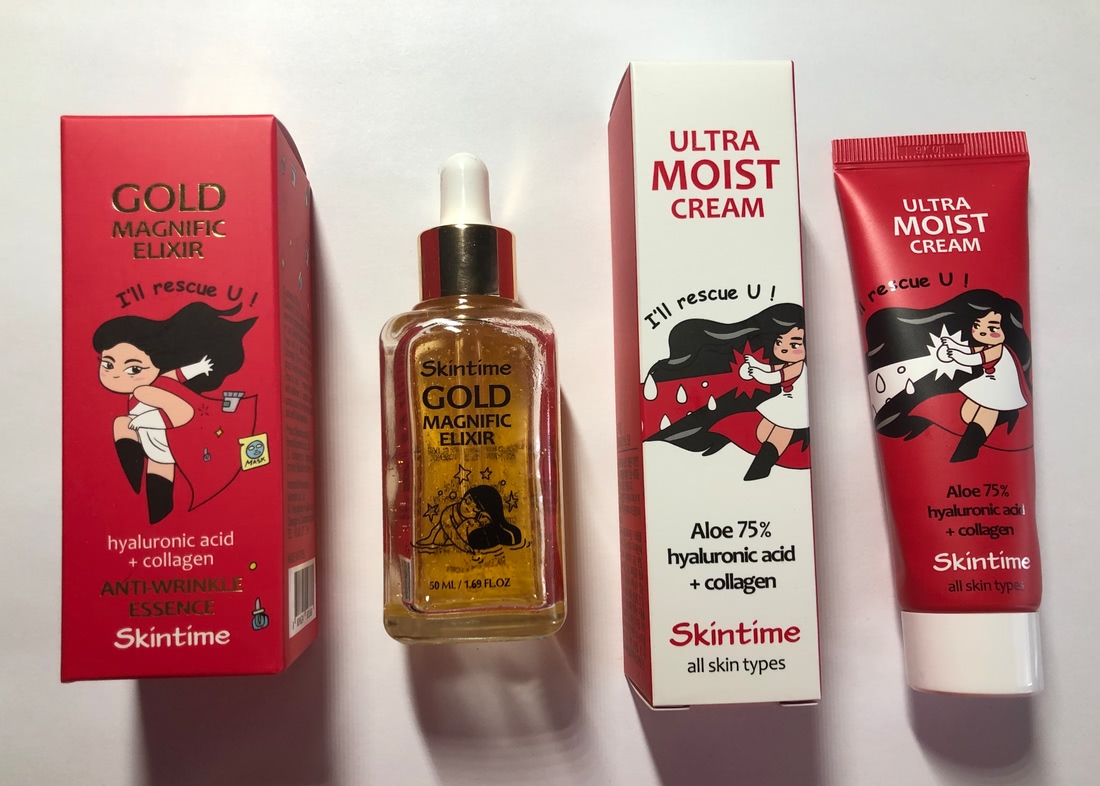 GOLD
MAGNIFIC
ELIXIR
I'll rescue U !
MASK
hyaluronic acid
+ collagen
ANTI-WRINKLE
ESSENCE
Skintime
Skintime
GOLD
MAGNIFIC
ELIXIR
50 ML / 1.69 FL.OZ
ULTRA
MOIST
CREAM
I'll rescue U !
Aloe 75%
hyaluronic acid
+ collagen
Skintime
all skin types
ULTRA
MOIST
CREAM
rescue U !
Aloe 75%
hyaluronic acid
+ collagen
Skintime
all skin types